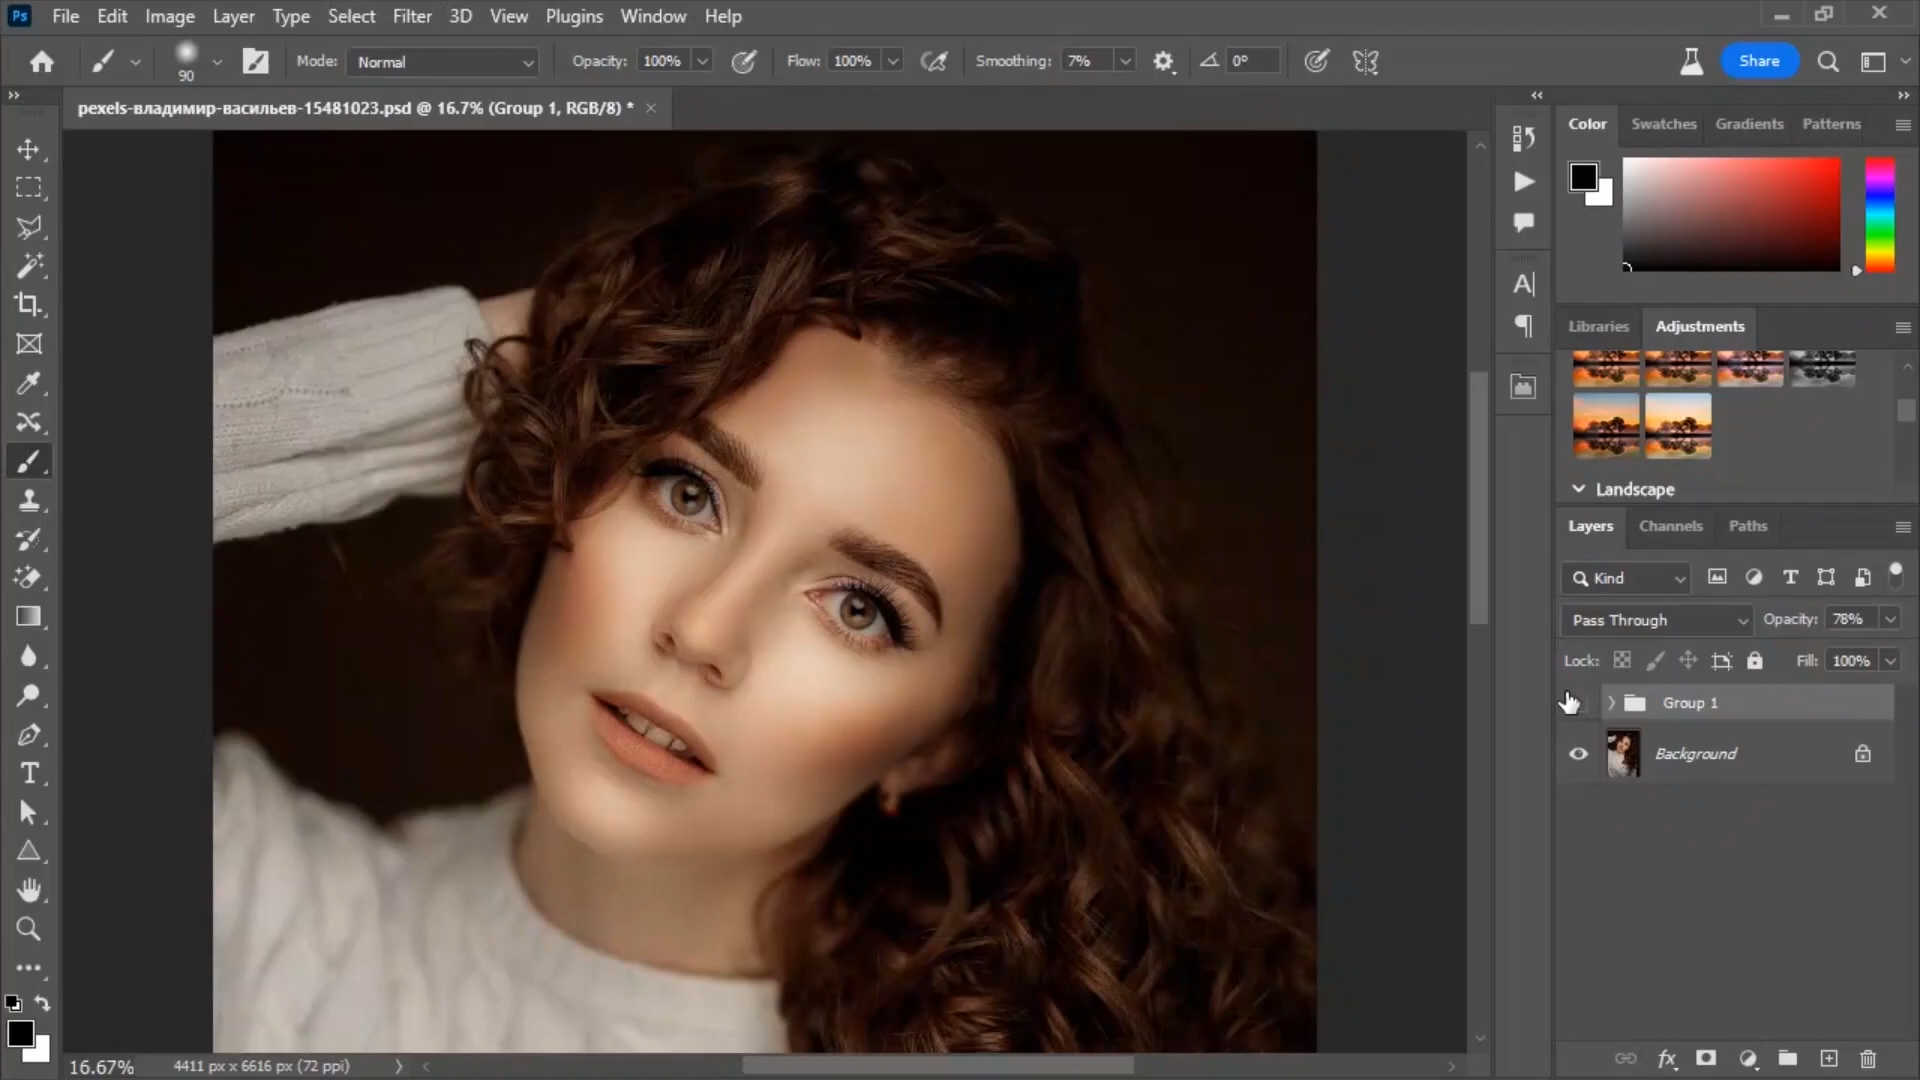 Ps File Edit Image Layer Type Select Filter 3D View Plugins Window Help
90 Mode: Normal Opacity: 100% Flow: 100% Smoothing: 7% 0° Share
pexels-владимир-васильев-15481023.psd @ 16.7% (Group 1, RGB/8) *
Color Swatches Gradients Patterns
Libraries Adjustments
Landscape
Layers Channels Paths
Kind
Pass Through Opacity: 78%
Lock: Fill: 100%
Group 1
Background
16.67% 4411 px x 6616 px (72 ppi)